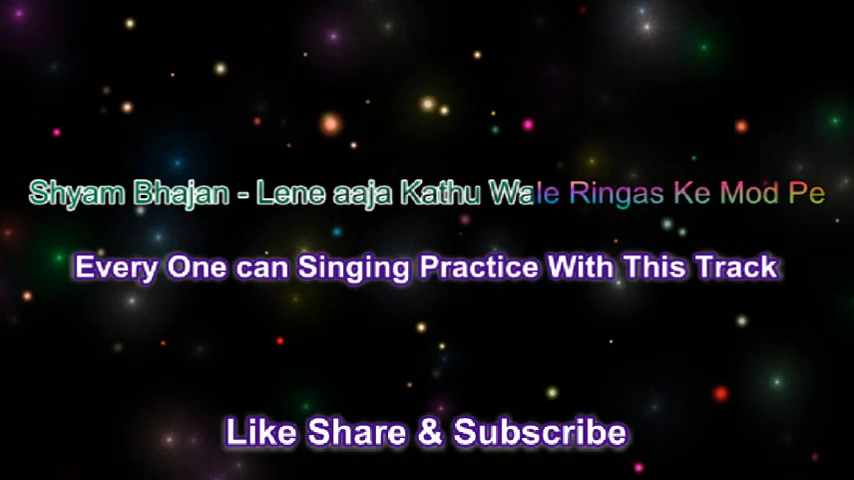 Shyam Bhajan - Lene aaja Kathu Wale Ringas Ke Mod Pe
Every One can Singing Practice With This Track
Like Share & Subscribe